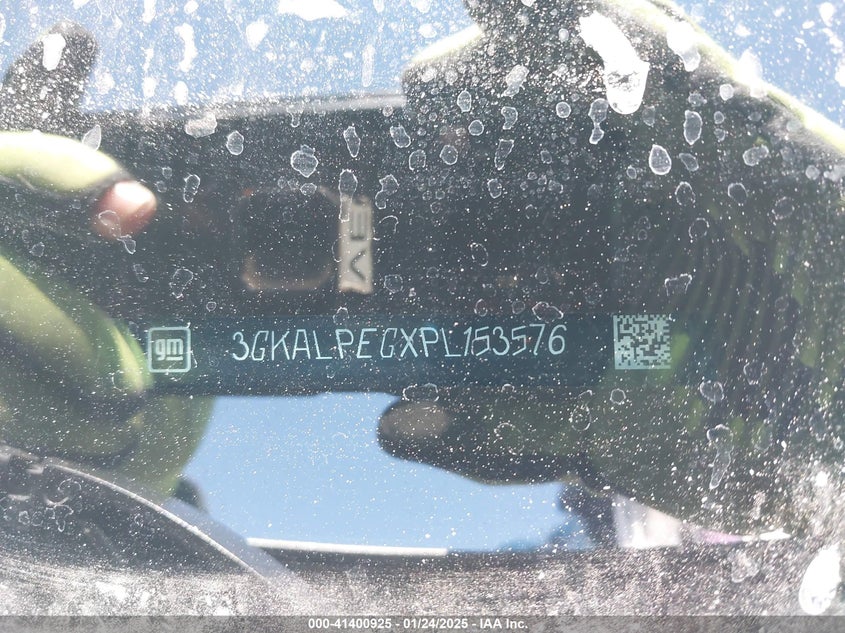 gm 3GKALPEGXPL153576
000-41400925 - 01/24/2025 - IAA Inc.